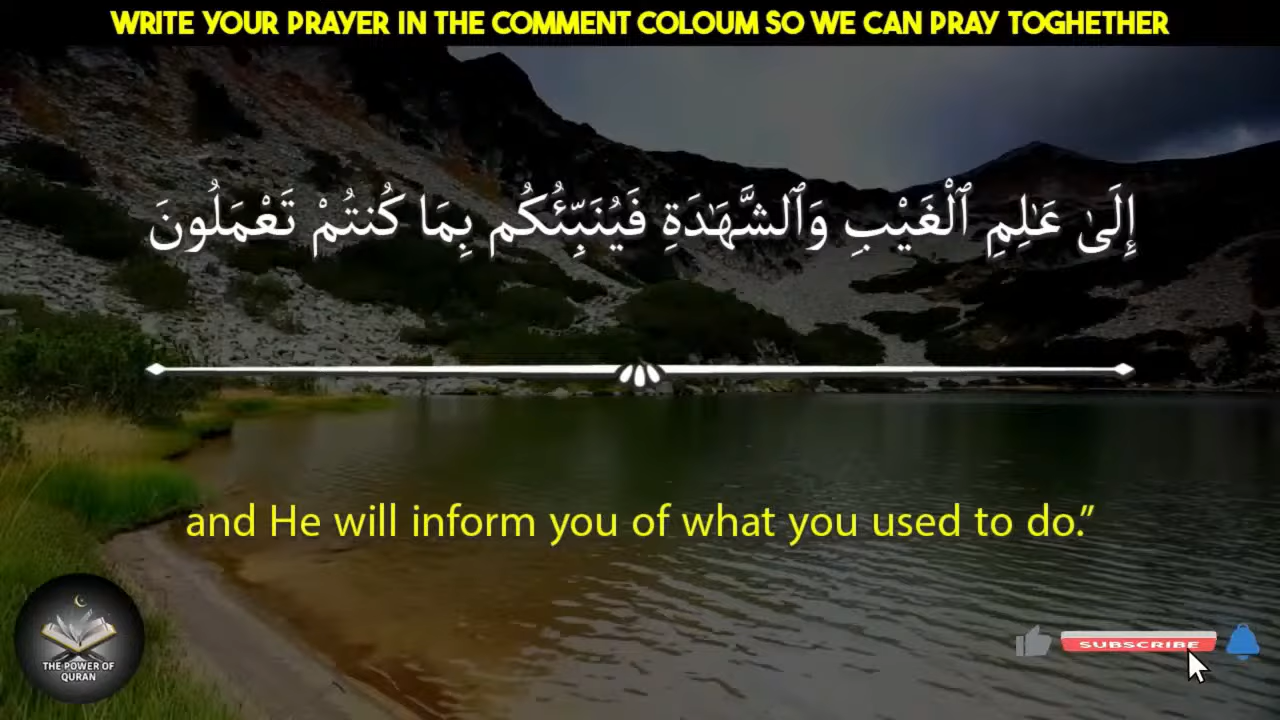 WRITE YOUR PRAYER IN THE COMMENT COLOUM SO WE CAN PRAY TOGHETHER
إِلَىٰ عَٰلِمِ ٱلْغَيْبِ وَٱلشَّهَٰدَةِ فَيُنَبِّئُكُم بِمَا كُنتُمْ تَعْمَلُونَ
and He will inform you of what you used to do.”
THE POWER OF
QURAN
SUBSCRIBE